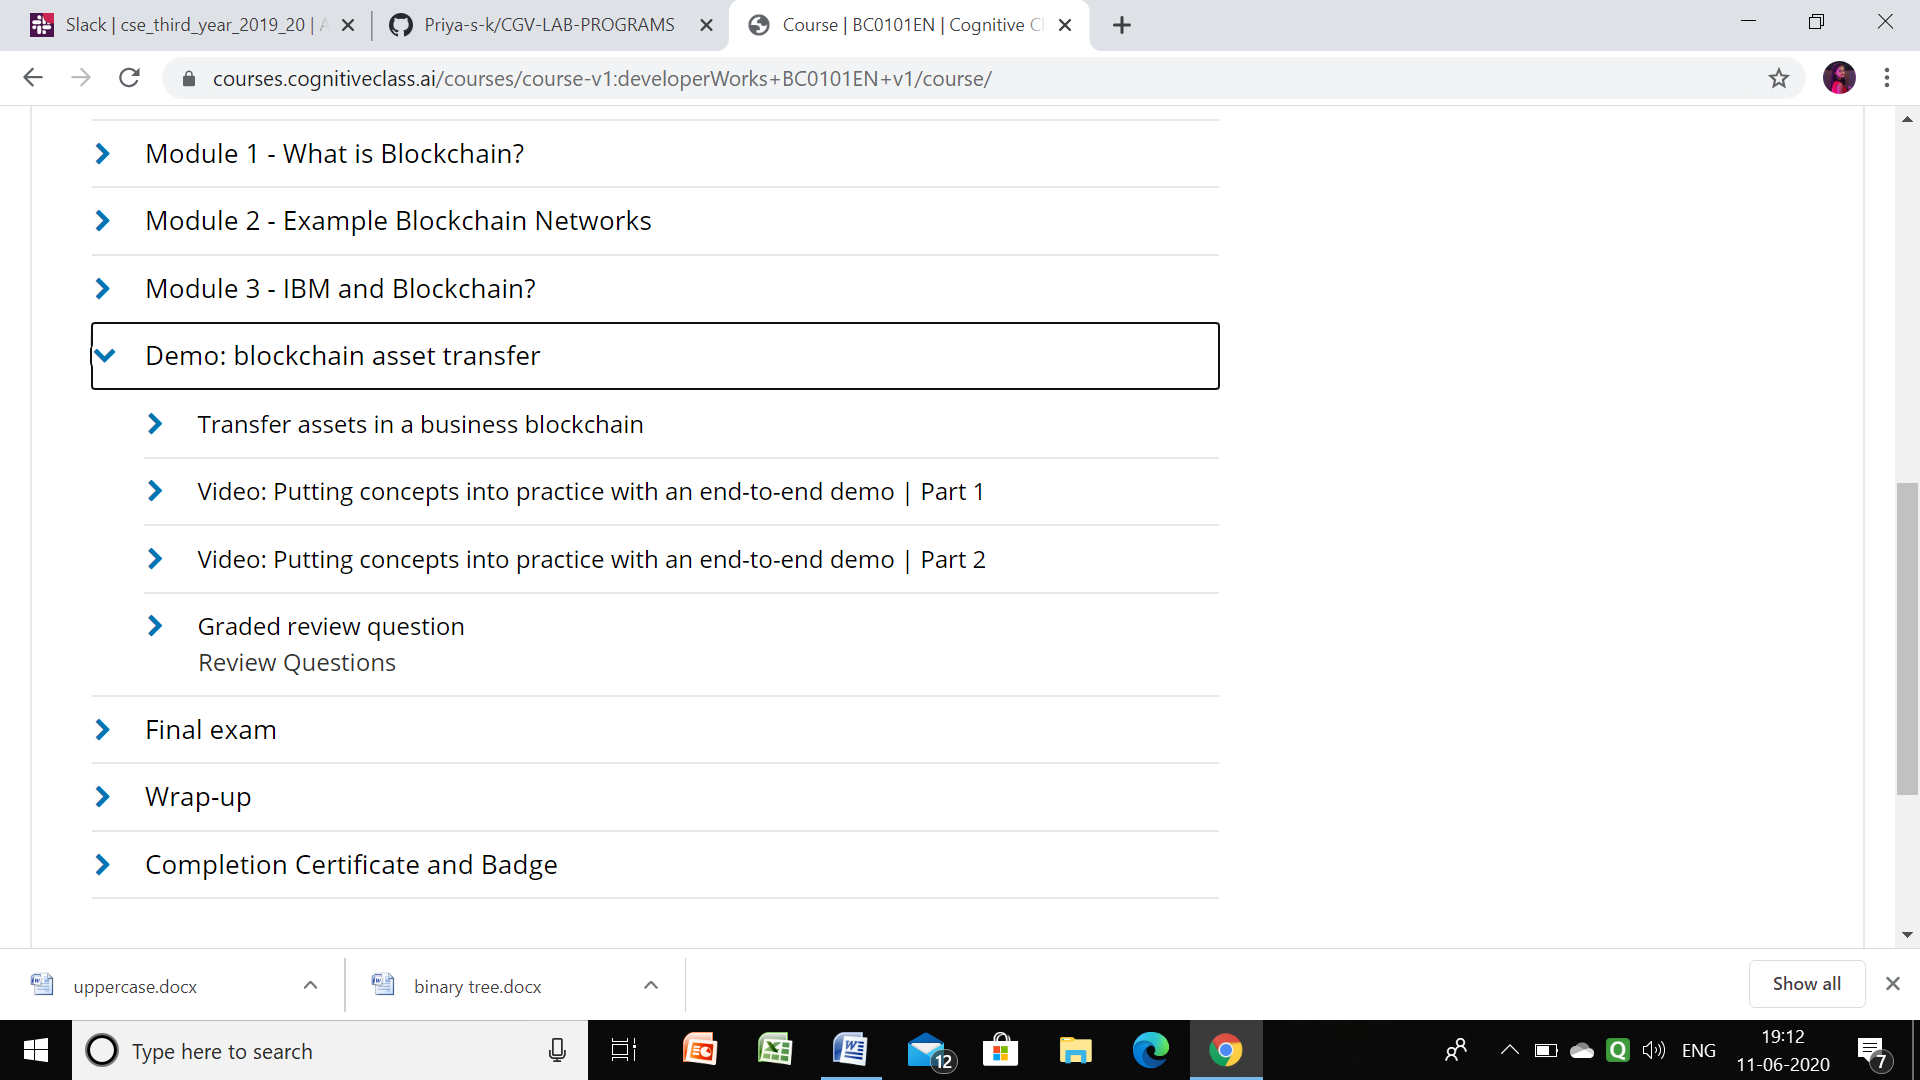 Slack | cse_third_year_2019_20 |
Priya-s-k/CGV-LAB-PROGRAMS
Course | BC0101EN | Cognitive Cl
courses.cognitiveclass.ai/courses/course-v1:developerWorks+BC0101EN+v1/course/
Module 1 - What is Blockchain?
Module 2 - Example Blockchain Networks
Module 3 - IBM and Blockchain?
Demo: blockchain asset transfer
Transfer assets in a business blockchain
Video: Putting concepts into practice with an end-to-end demo | Part 1
Video: Putting concepts into practice with an end-to-end demo | Part 2
Graded review question
Review Questions
Final exam
Wrap-up
Completion Certificate and Badge
uppercase.docx
binary tree.docx
Show all
Type here to search
12
ENG
19:12
11-06-2020
7